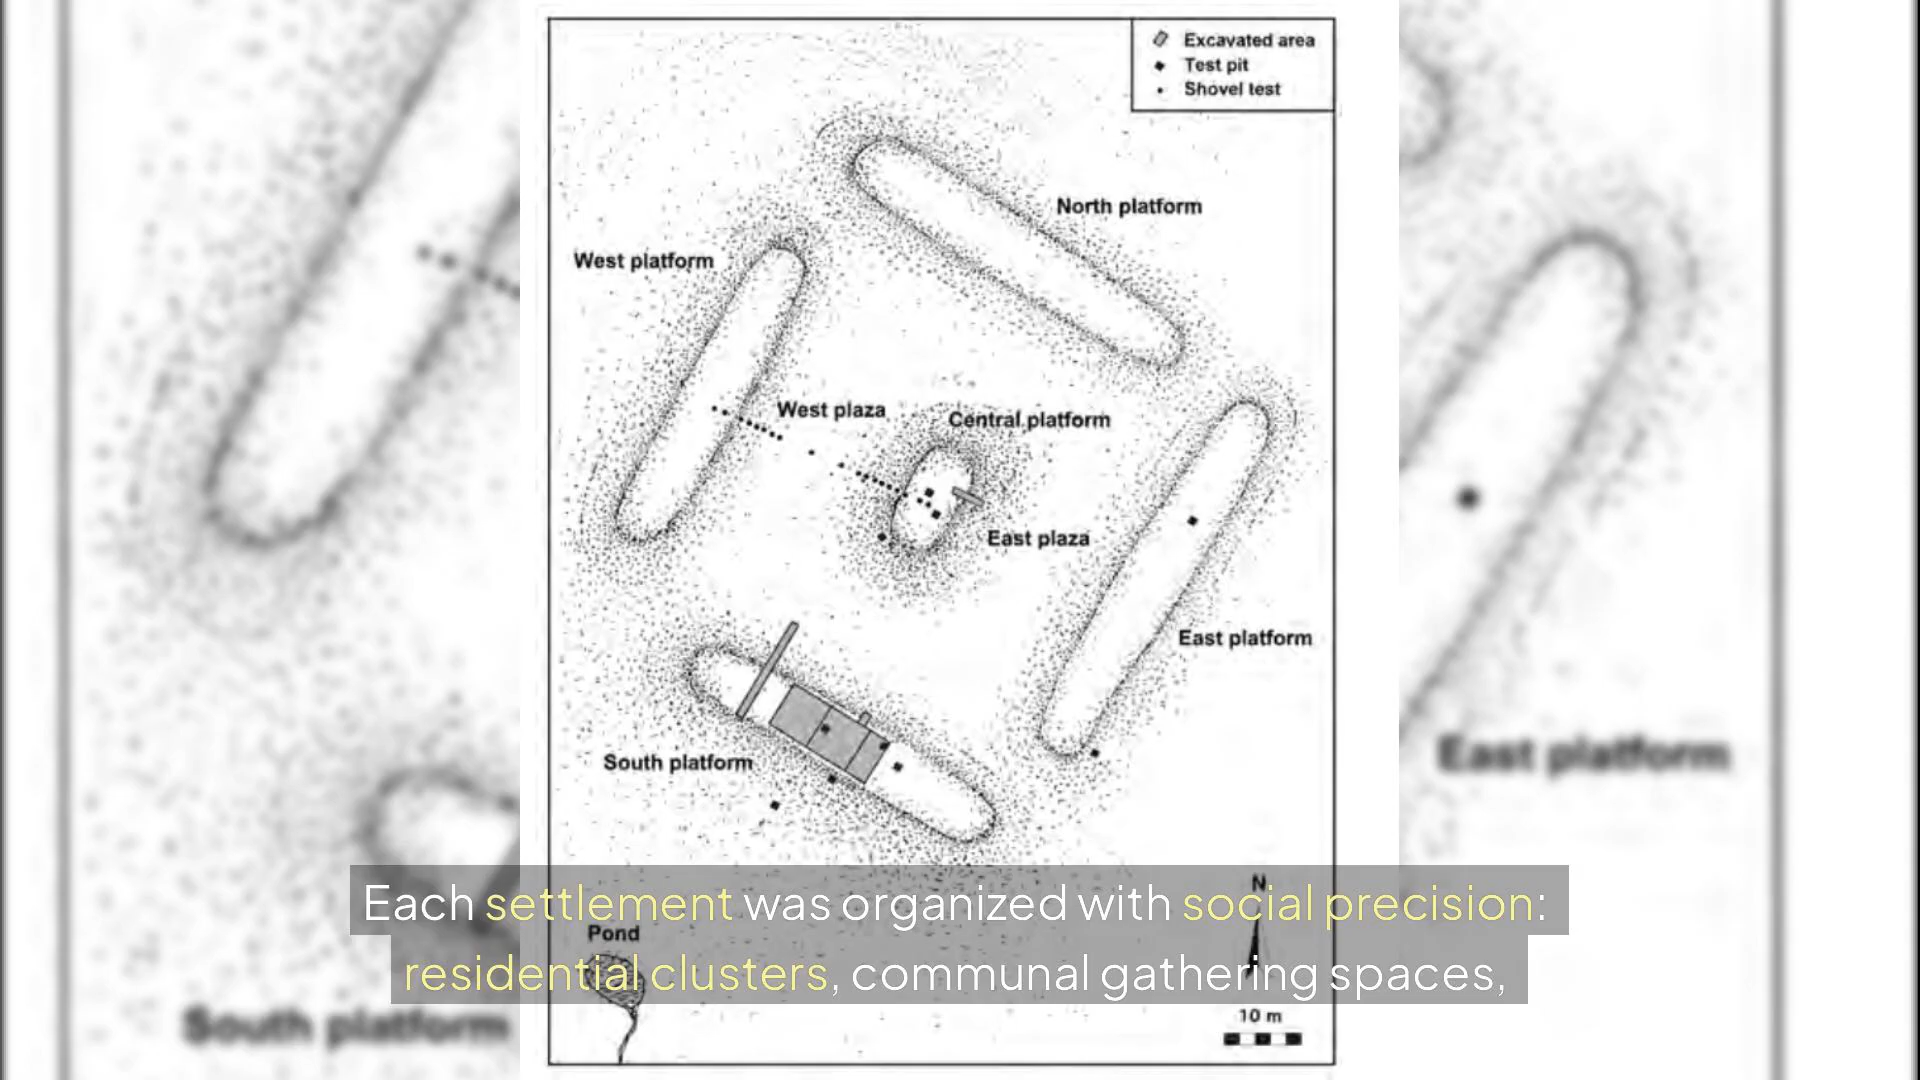 Excavated area
Test pit
Shovel test
North platform
West platform
West plaza
Central platform
East plaza
East platform
South platform
East platform
South platform
N
Each settlement was organized with social precision:
Pond
residential clusters, communal gathering spaces,
10 m